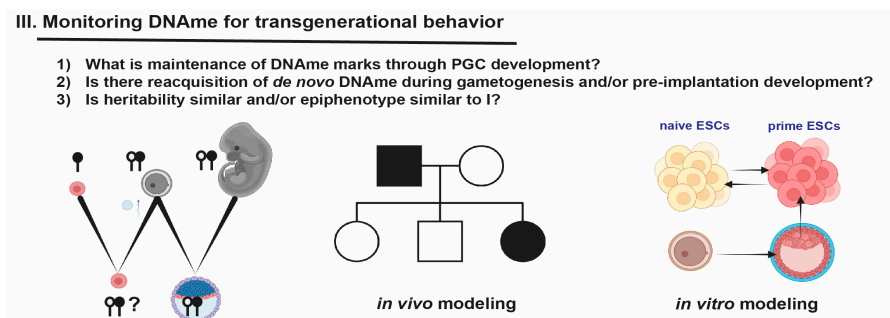 III. Monitoring DNAme for transgenerational behavior
1) What is maintenance of DNAme marks through PGC development?
2) Is there reacquisition of de novo DNAme during gametogenesis and/or pre-implantation development?
3) Is heritability similar and/or epiphenotype similar to I?
naive ESCs
prime ESCs
?
in vivo modeling
in vitro modeling